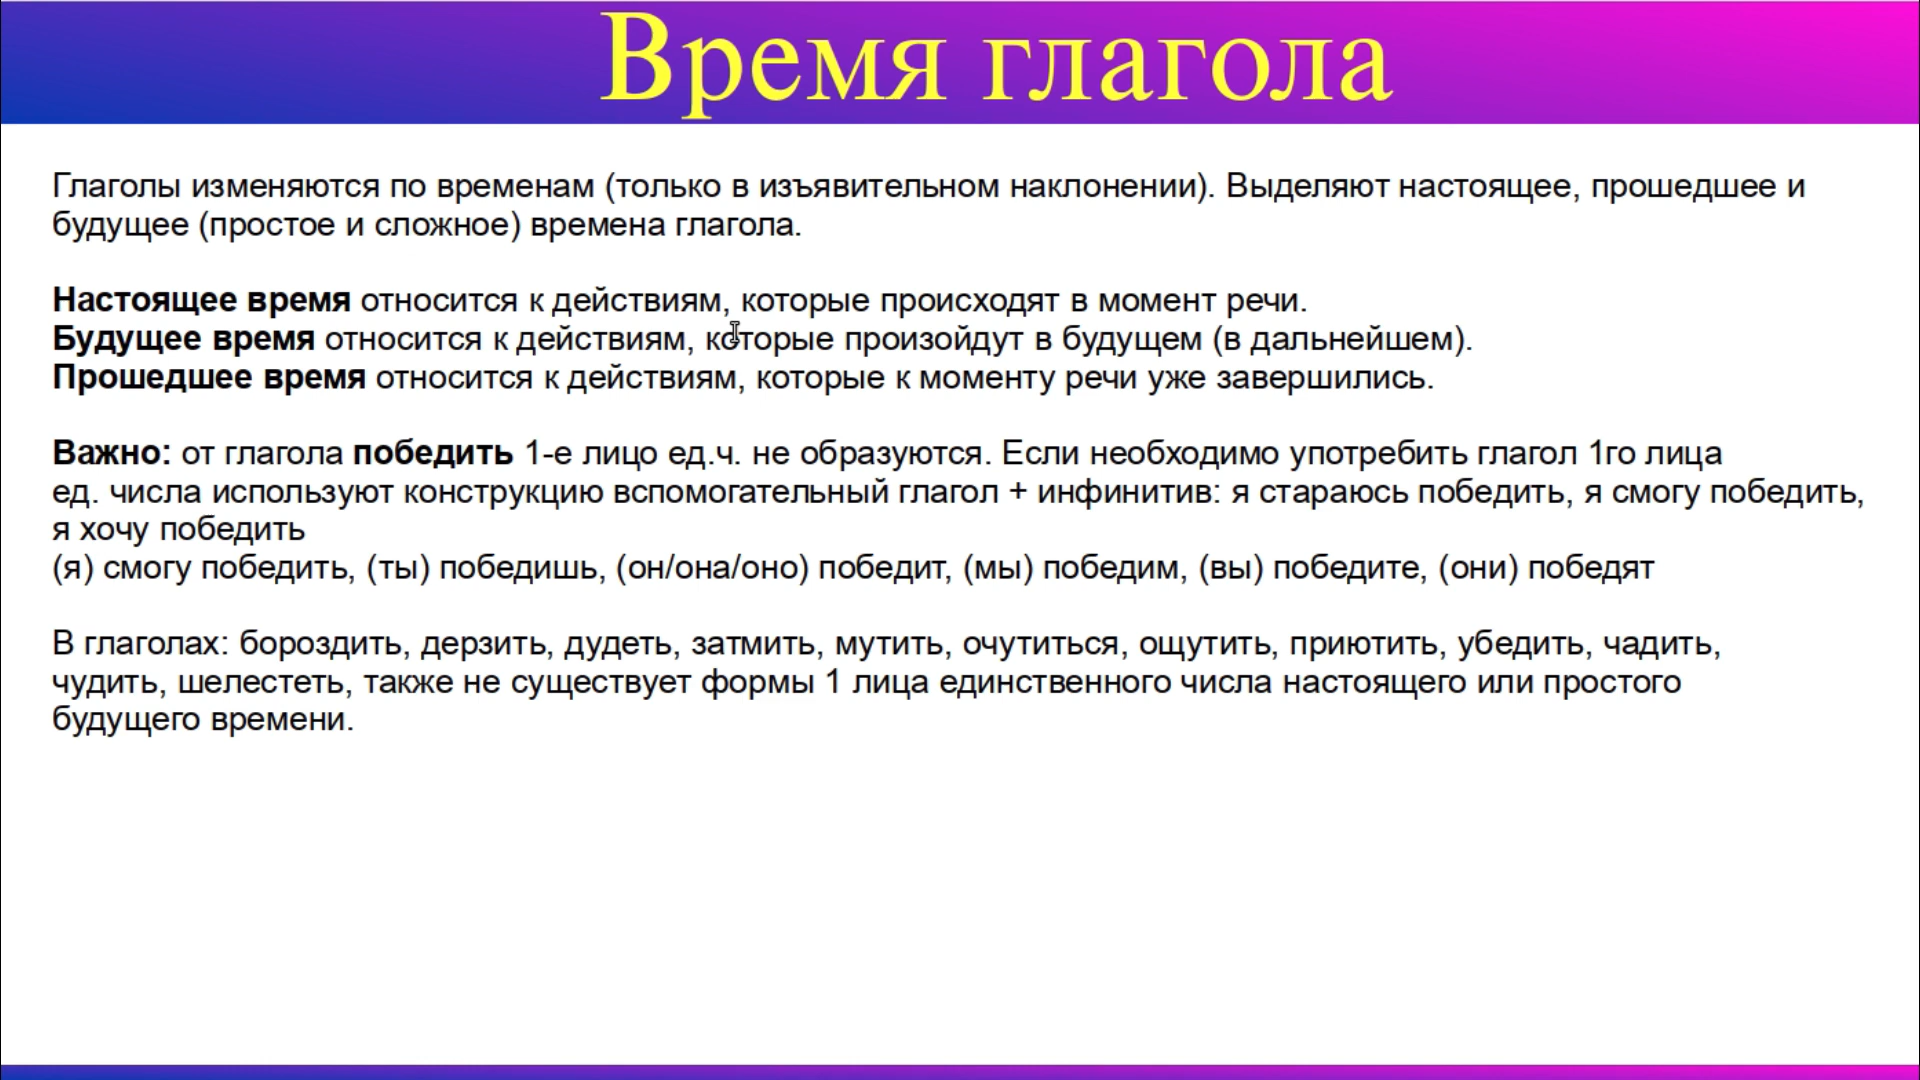 Время глагола
Глаголы изменяются по временам (только в изъявительном наклонении). Выделяют настоящее, прошедшее и
будущее (простое и сложное) времена глагола.
Настоящее время относится к действиям, которые происходят в момент речи.
Будущее время относится к действиям, которые произойдут в будущем (в дальнейшем).
Прошедшее время относится к действиям, которые к моменту речи уже завершились.
Важно: от глагола победить 1-е лицо ед.ч. не образуются. Если необходимо употребить глагол 1го лица
ед. числа используют конструкцию вспомогательный глагол + инфинитив: я стараюсь победить, я смогу победить,
я хочу победить
(я) смогу победить, (ты) победишь, (он/она/оно) победит, (мы) победим, (вы) победите, (они) победят
В глаголах: бороздить, дерзить, дудеть, затмить, мутить, очутиться, ощутить, приютить, убедить, чадить,
чудить, шелестеть, также не существует формы 1 лица единственного числа настоящего или простого
будущего времени.